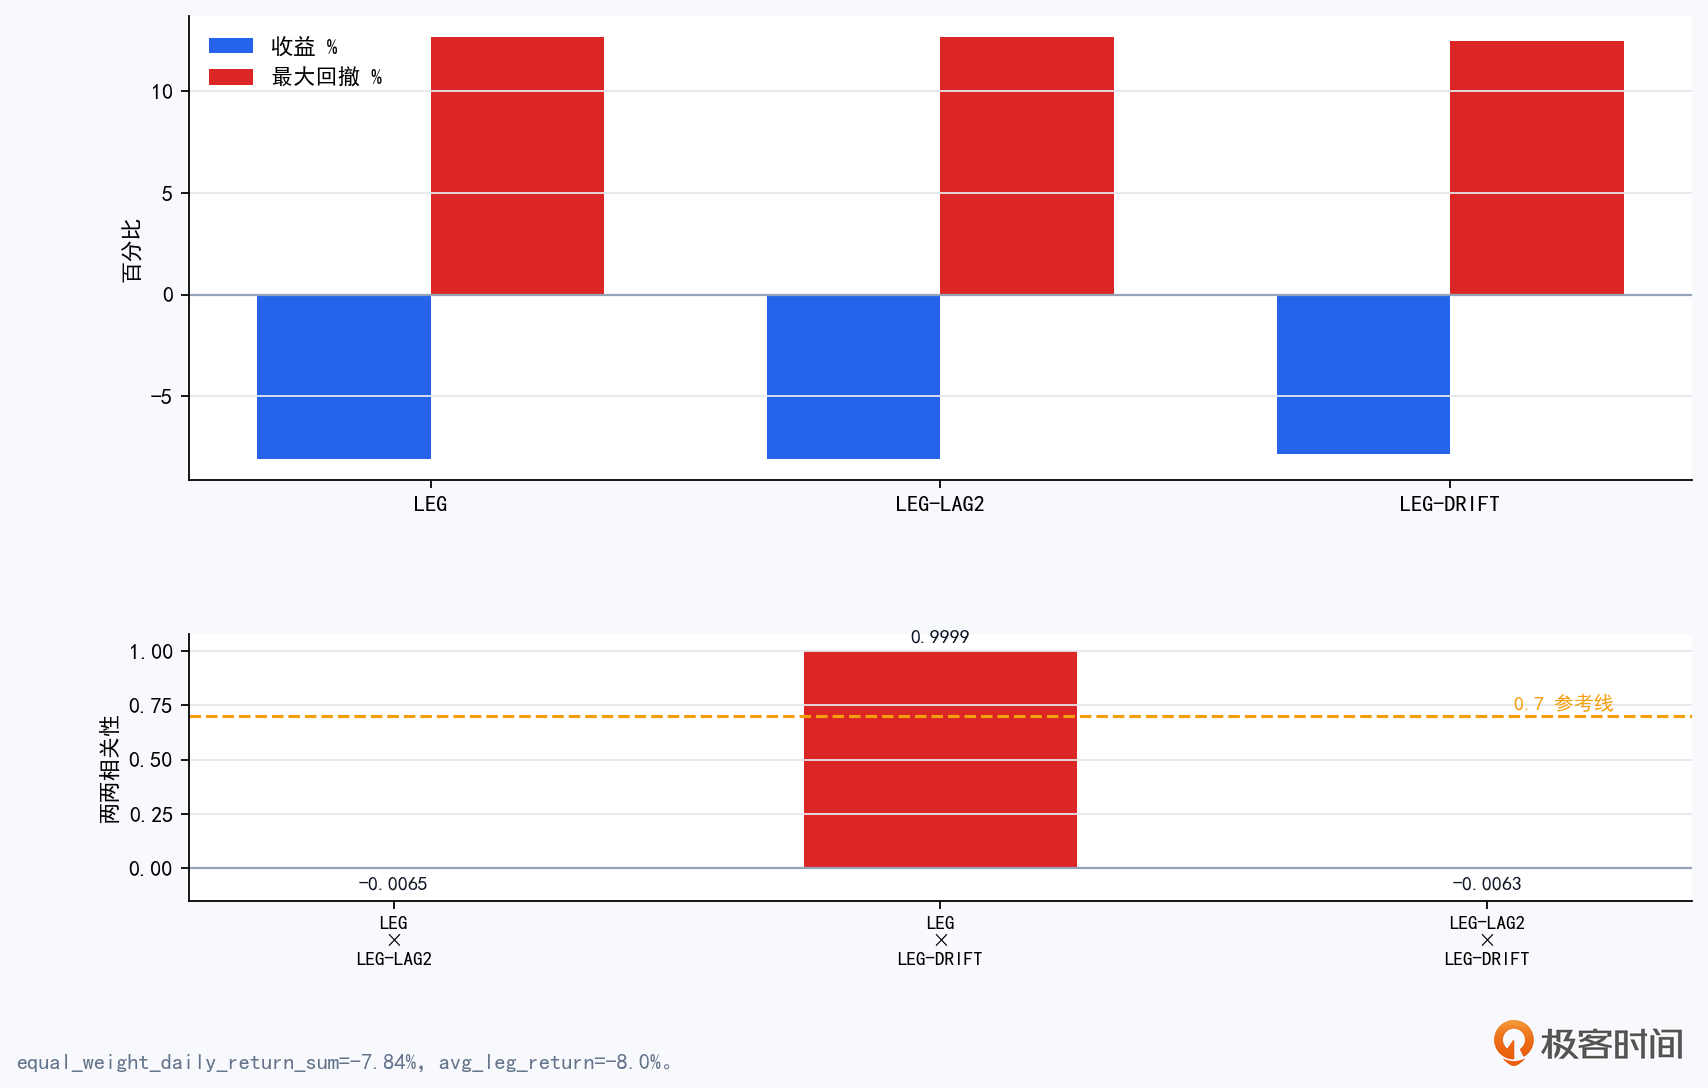 收益 %
最大回撤 %
百分比
10
5
0
−5
LEG
LEG-LAG2
LEG-DRIFT
两两相关性
1.00
0.75
0.50
0.25
0.00
−0.0065
0.9999
−0.0063
0.7 参考线
LEG
×
LEG-LAG2
LEG
×
LEG-DRIFT
LEG-LAG2
×
LEG-DRIFT
equal_weight_daily_return_sum=-7.84%, avg_leg_return=-8.0%。
极客时间